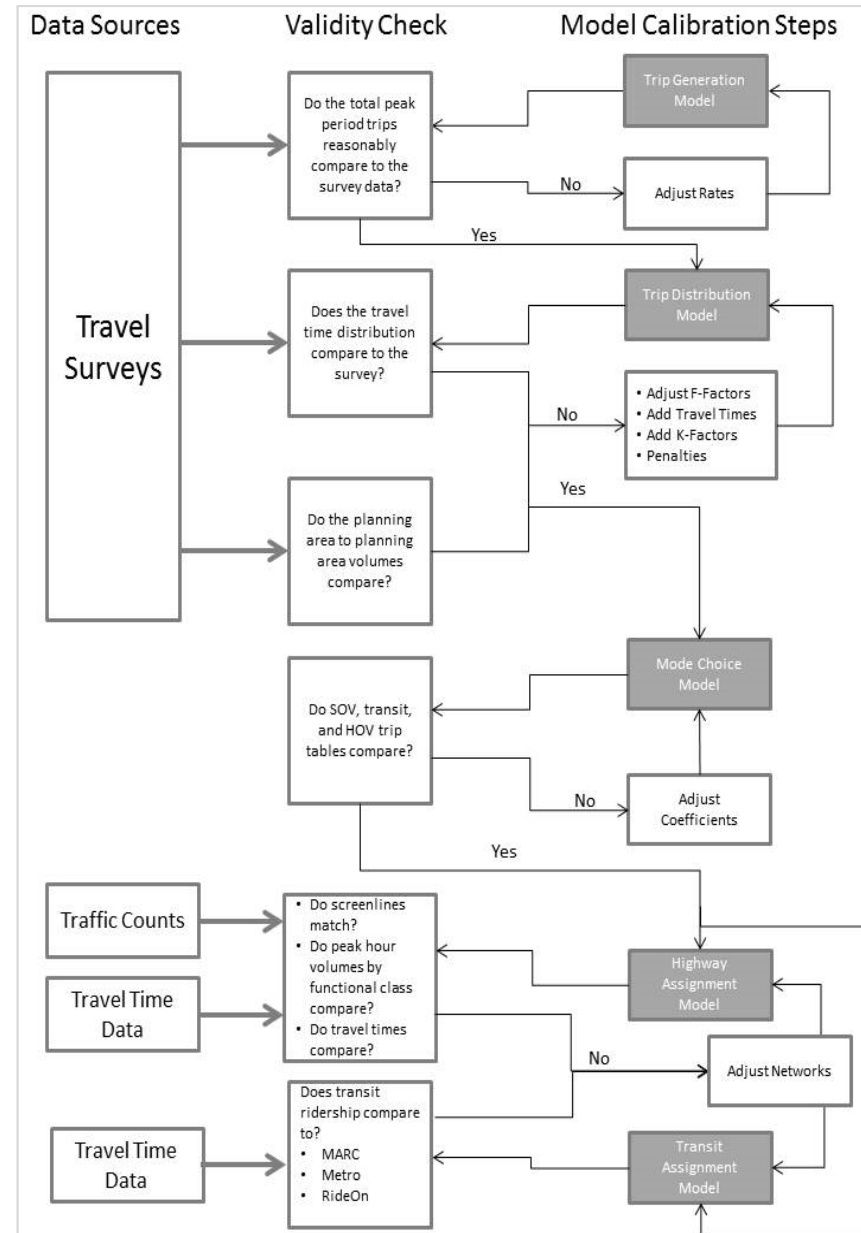 Data Sources
Validity Check
Model Calibration Steps
Travel
Surveys
Do the total peak
period trips
reasonably
compare to the
survey data?
Trip Generation
Model
No
Adjust Rates
Yes
Does the travel
time distribution
compare to the
survey?
Trip Distribution
Model
No
• Adjust F-Factors
• Add Travel Times
• Add K-Factors
• Penalties
Yes
Do the planning
area to planning
area volumes
compare?
Mode Choice
Model
Do SOV, transit,
and HOV trip
tables compare?
No
Adjust
Coefficients
Yes
Traffic Counts
Travel Time
Data
• Do screenlines
match?
• Do peak hour
volumes by
functional class
compare?
• Do travel times
compare?
Highway
Assignment
Model
No
Adjust Networks
Travel Time
Data
Does transit
ridership compare
to?
• MARC
• Metro
• RideOn
Transit
Assignment
Model